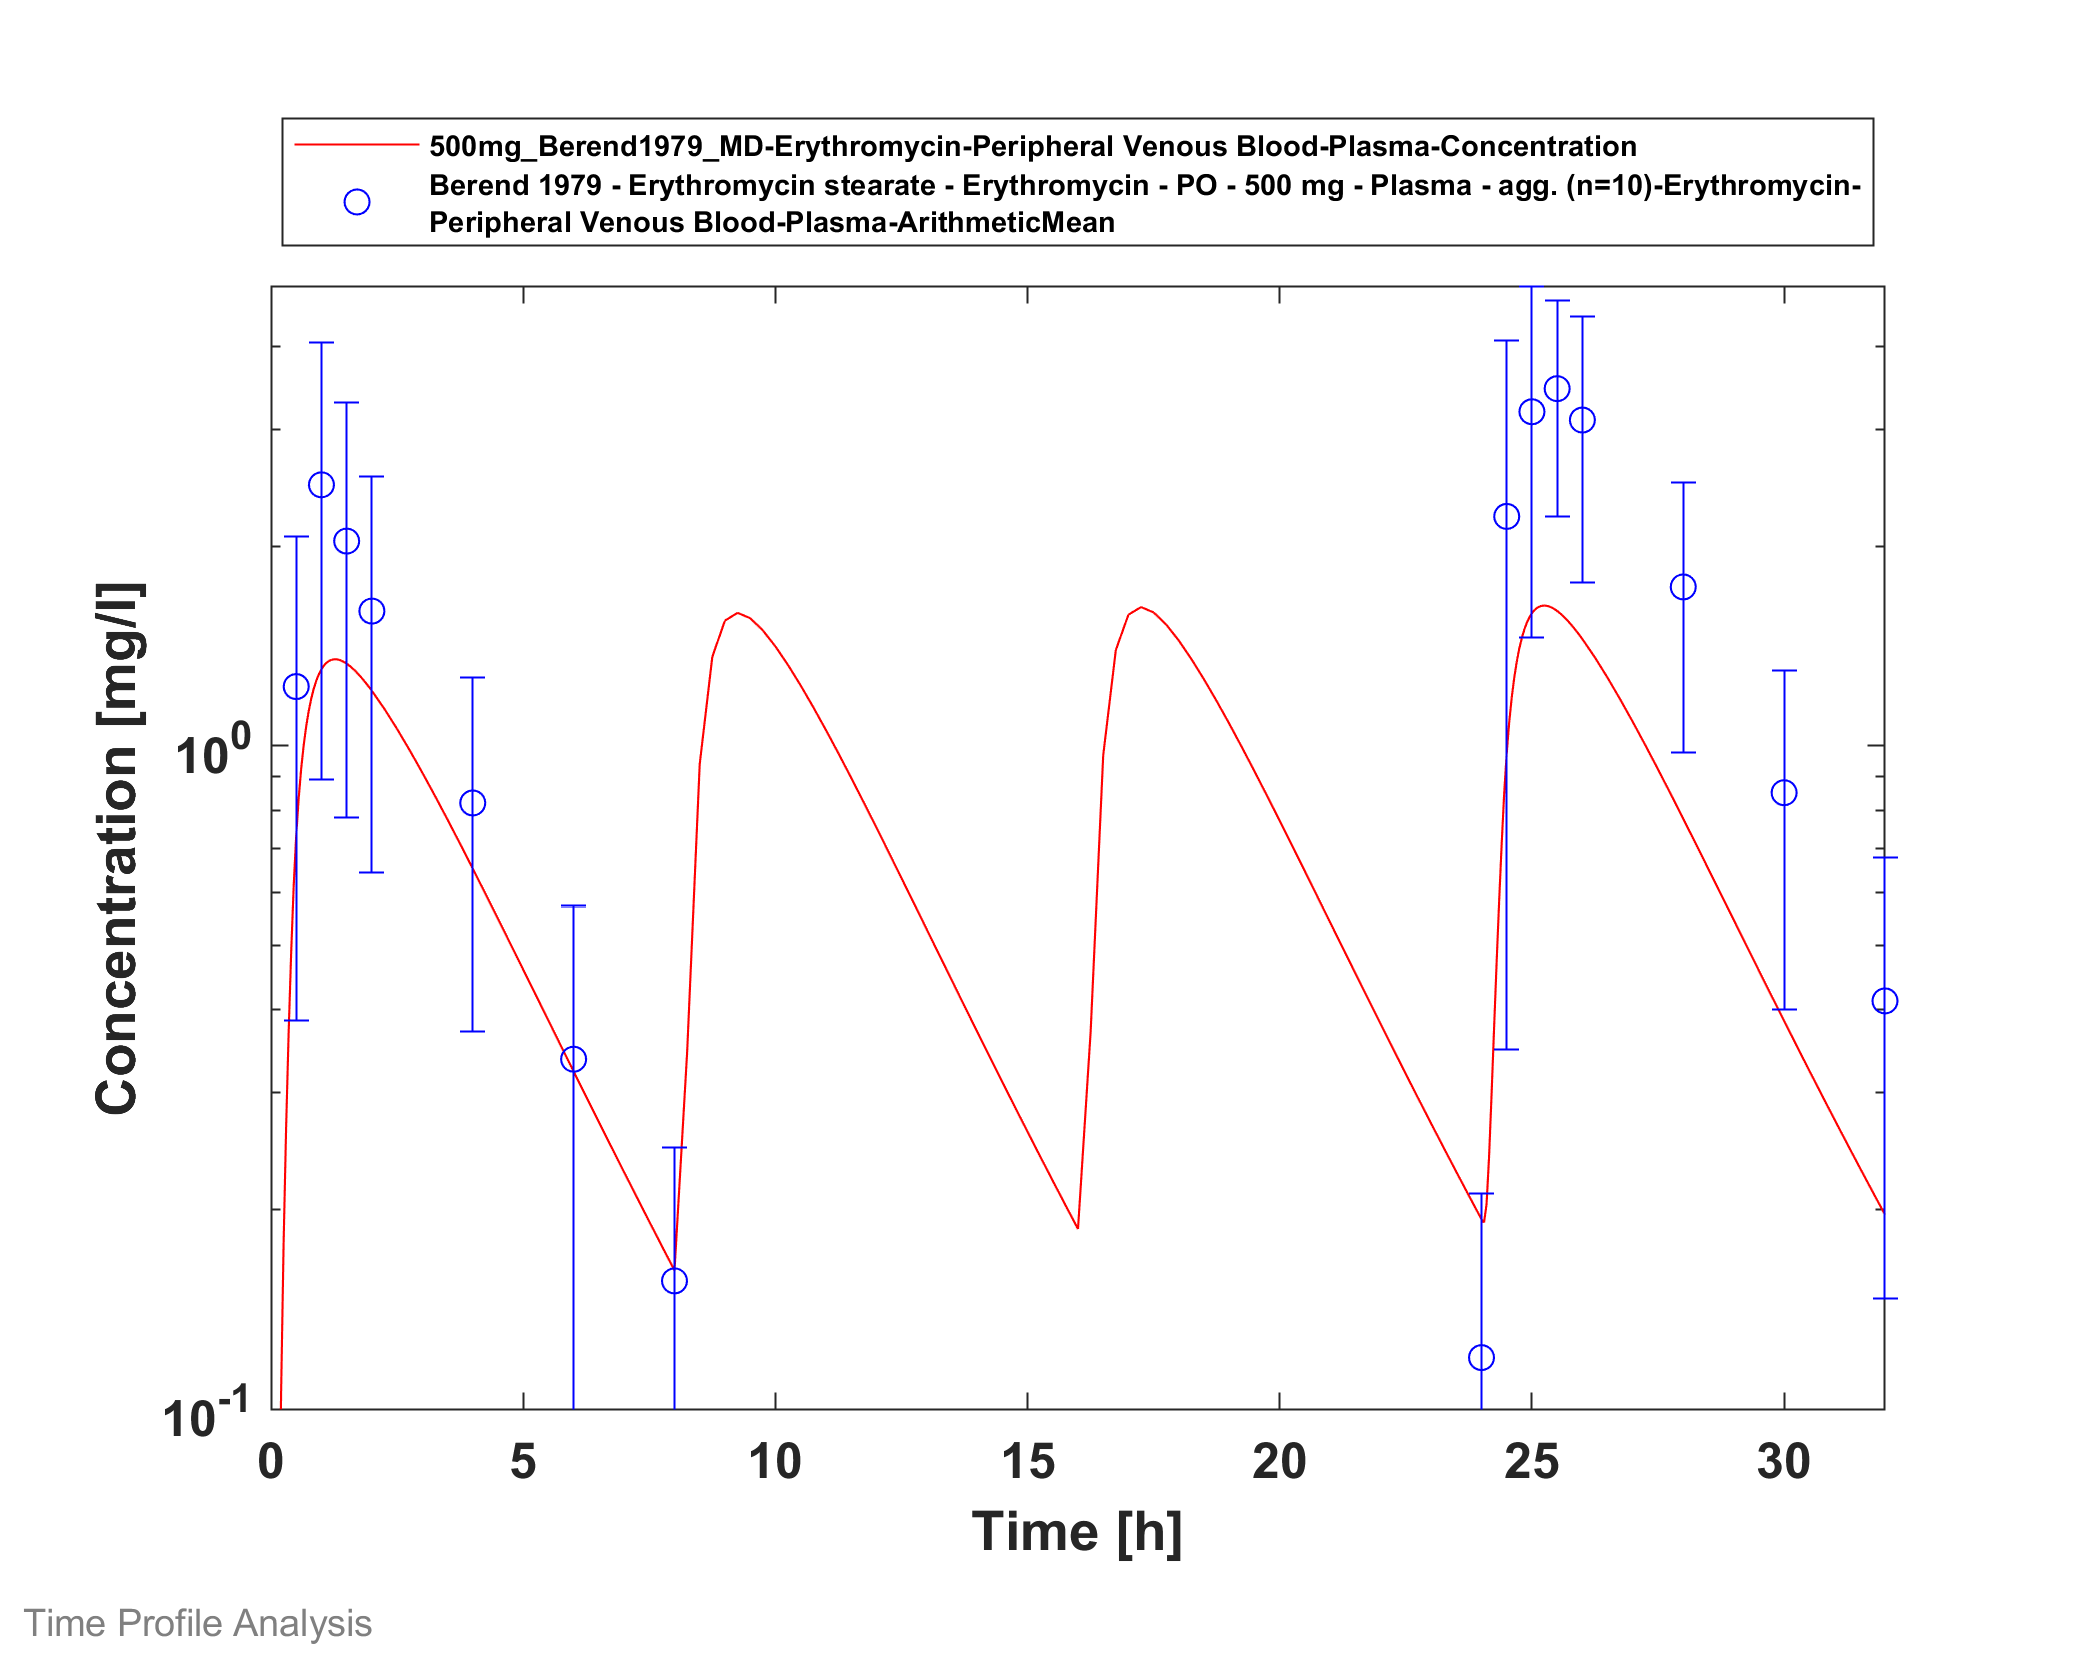 500mg_Berend1979_MD-Erythromycin-Peripheral Venous Blood-Plasma-Concentration
Berend 1979 - Erythromycin stearate - Erythromycin - PO - 500 mg - Plasma - agg. (n=10)-Erythromycin-
Peripheral Venous Blood-Plasma-ArithmeticMean
Concentration [mg/l]
10^0
10^-1
0 5 10 15 20 25 30
Time [h]
Time Profile Analysis